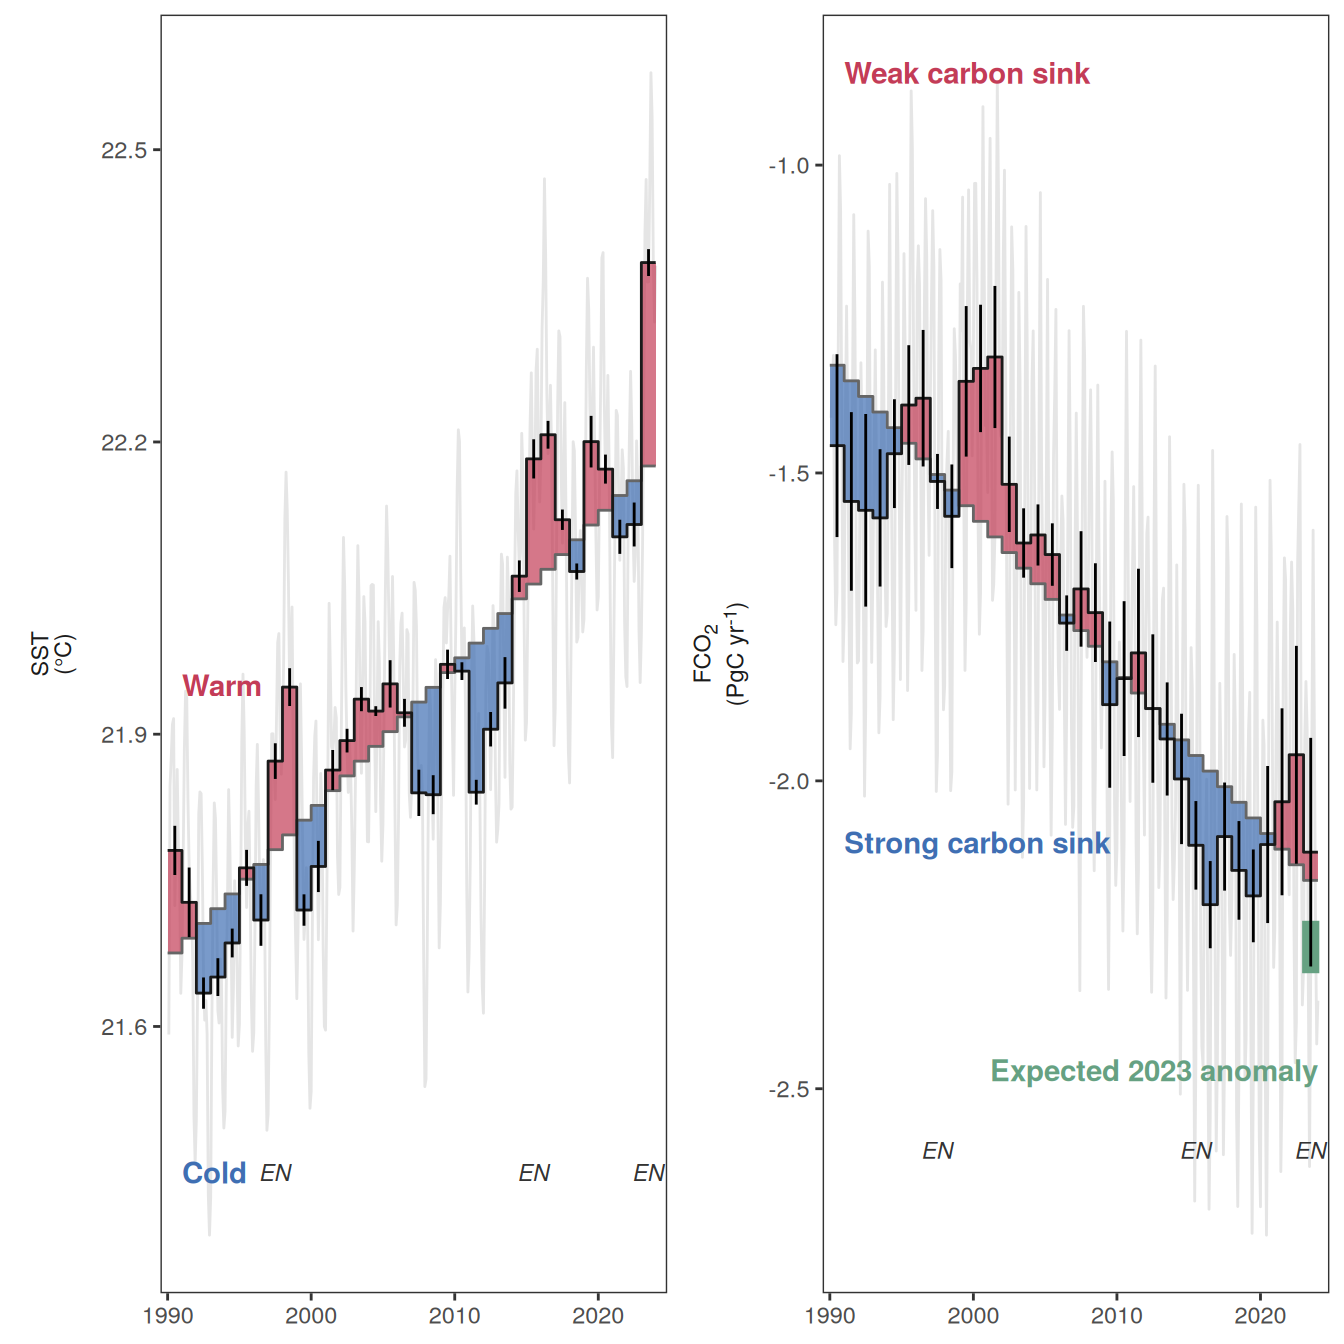 22.5
22.2
21.9
21.6
SST
(°C)
Warm
Cold
EN
EN
EN
1990
2000
2010
2020
-1.0
-1.5
-2.0
-2.5
FCO2
(PgC yr-1)
Weak carbon sink
Strong carbon sink
Expected 2023 anomaly
EN
EN
EN
1990
2000
2010
2020